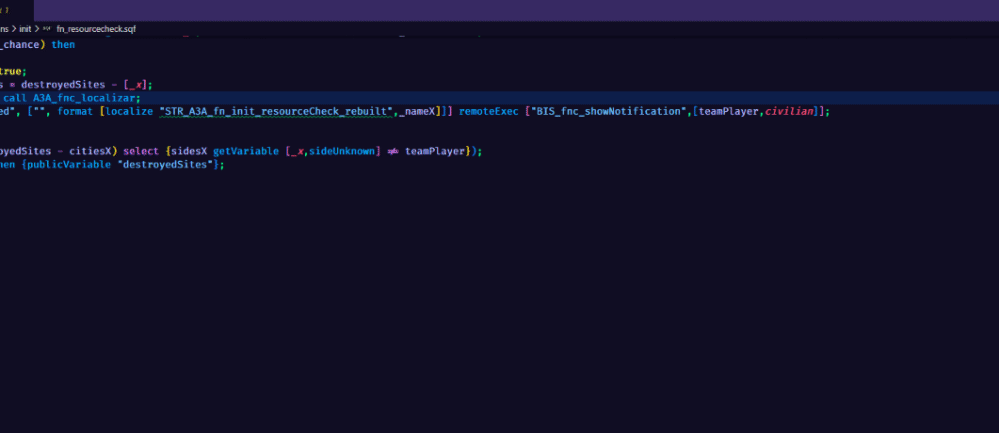 ns > init > fn_resourcecheck.sqf
_chance) then
true;
s = destroyedSites - [_x];
call A3A_fnc_localizar;
ed", ["", format [localize "STR_A3A_fn_init_resourceCheck_rebuilt",_nameX]]] remoteExec ["BIS_fnc_showNotification",[teamPlayer,civilian]];
oyedSites - citiesX) select {sidesX getVariable [_x,sideUnknown] != teamPlayer});
hen {publicVariable "destroyedSites"};